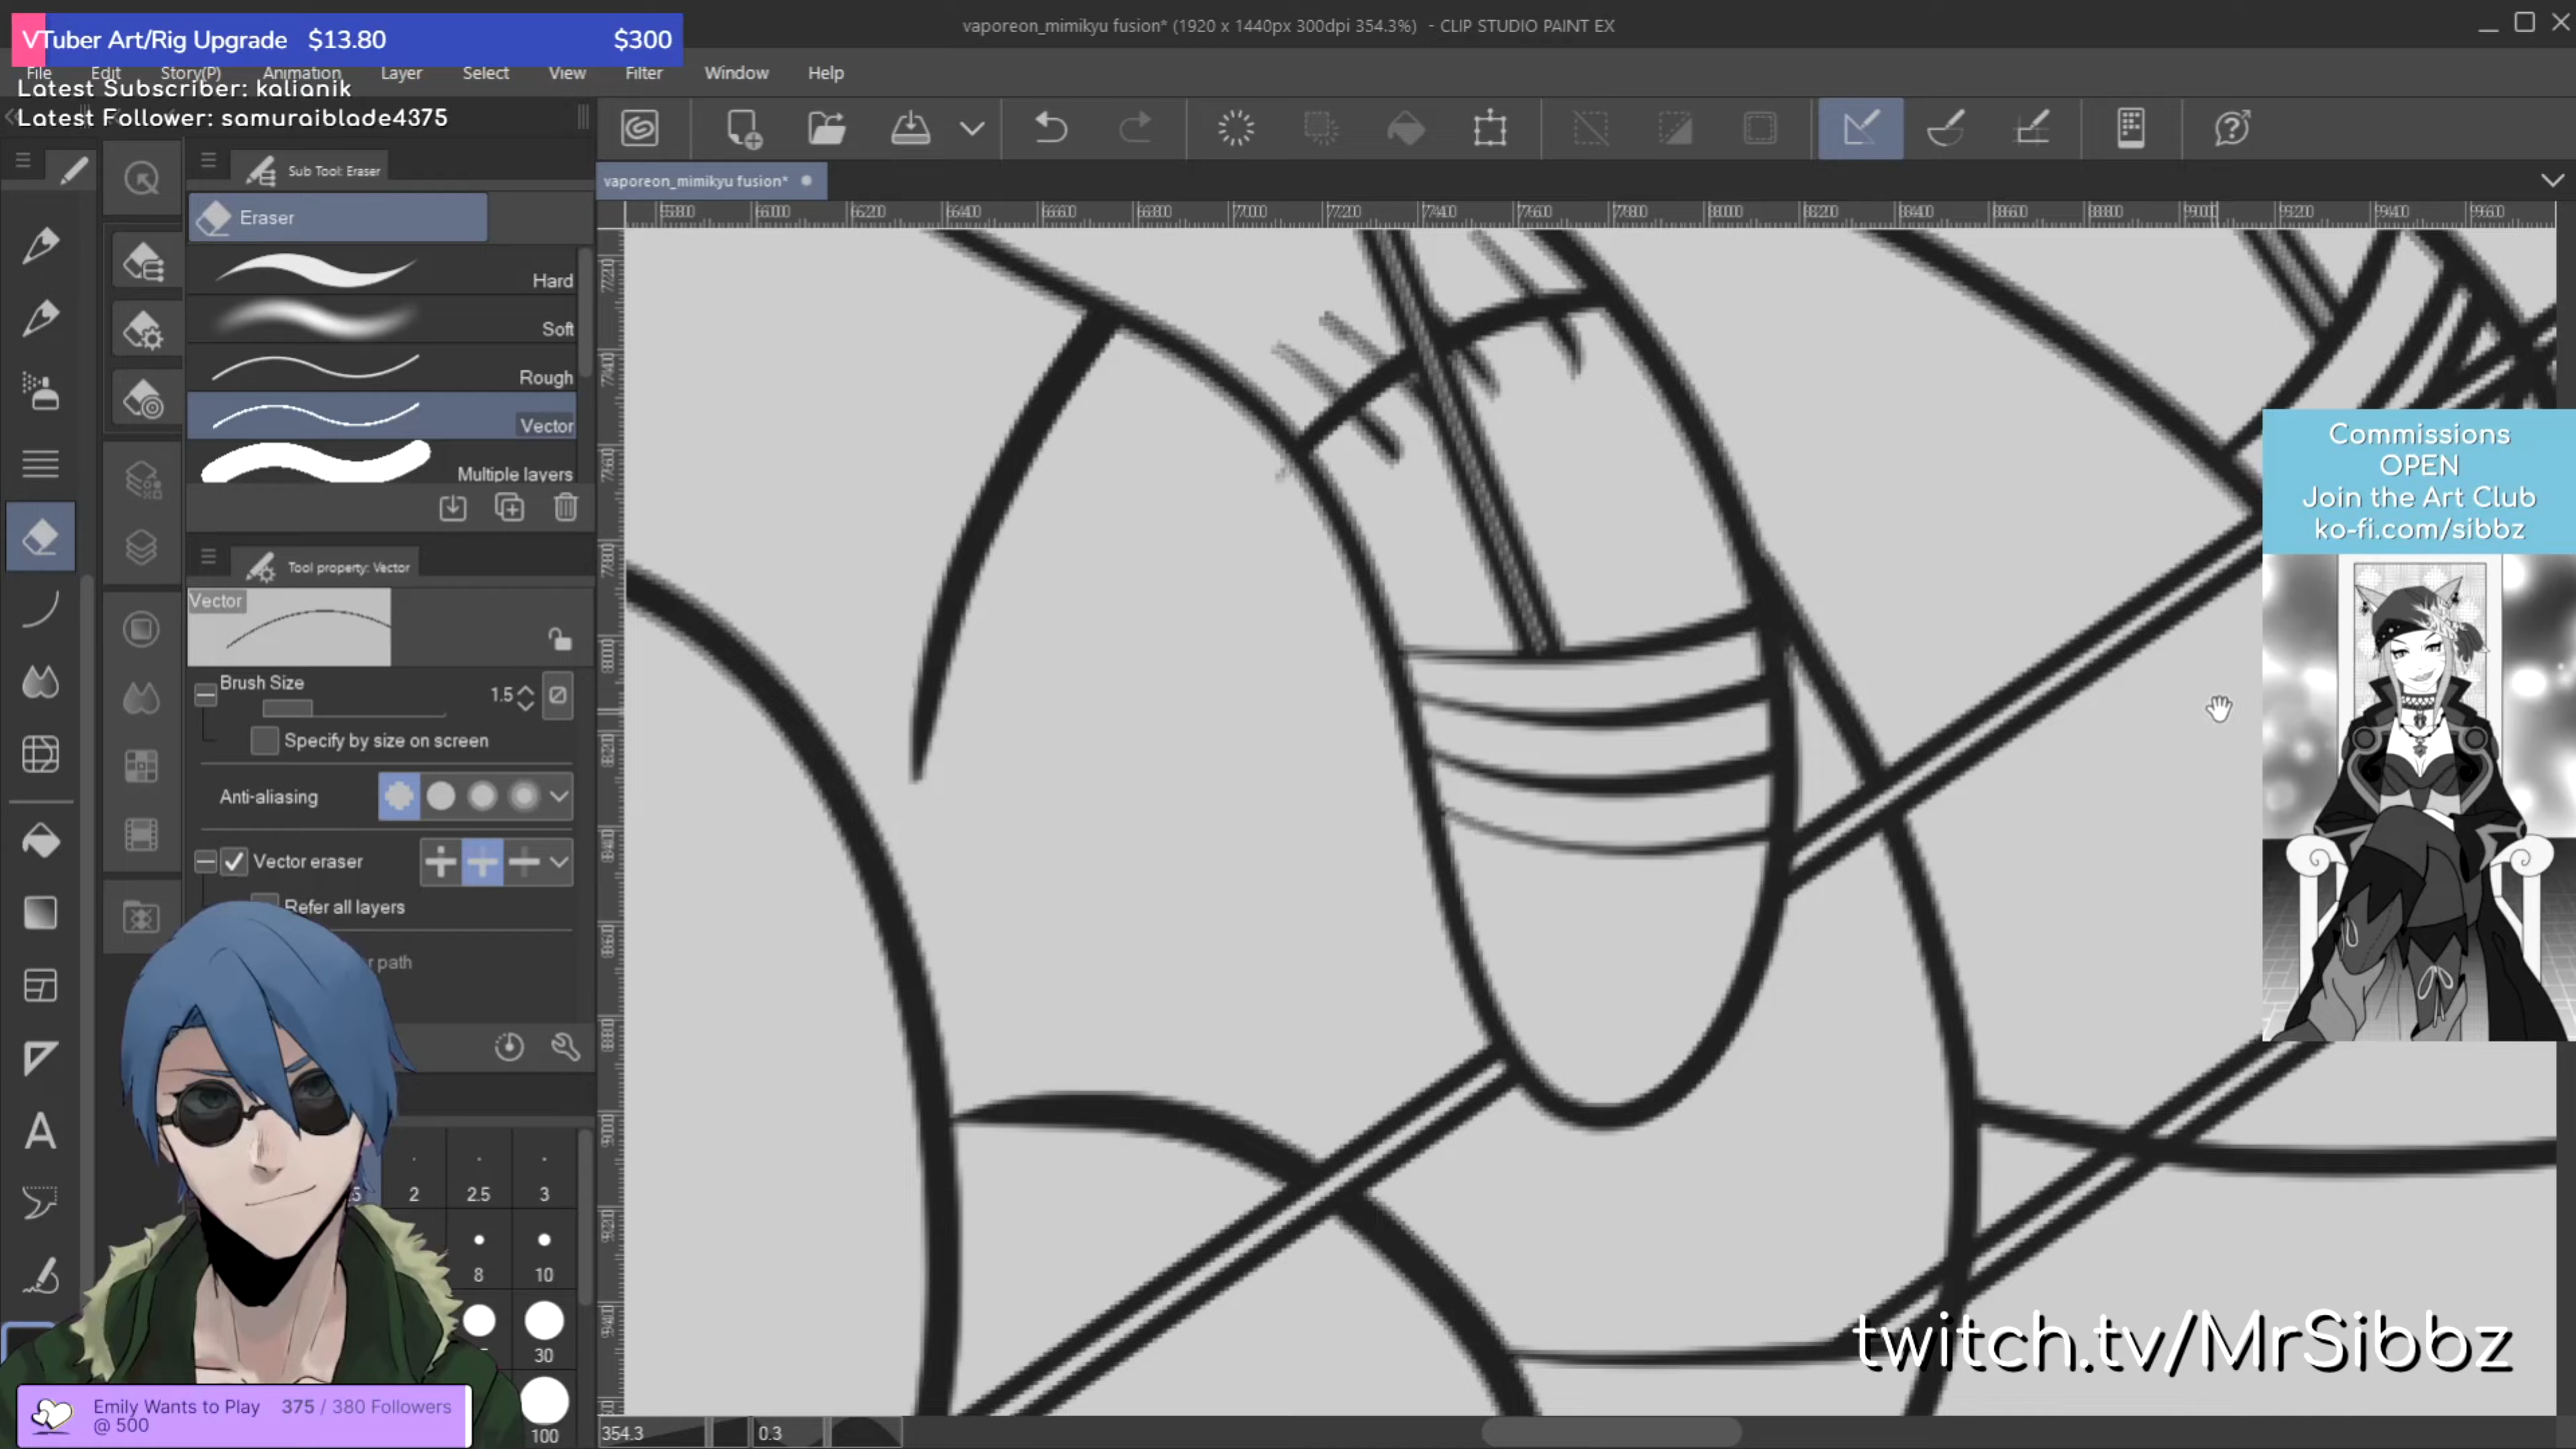 vaporeon_mimikyu fusion* (1920 x 1440px 300dpi 354.3%) - CLIP STUDIO PAINT EX
VTuber Art/Rig Upgrade $13.80 $300
File Edit Story(P) Animation Layer Select View Filter Window Help
Latest Subscriber: kalianik
Latest Follower: samuraiblade4375
Sub Tool: Eraser
vaporeon_mimikyu fusion*
Eraser
Hard
Soft
Rough
Vector
Multiple layers
Tool property: Vector
Vector
Brush Size 1.5
Specify by size on screen
Anti-aliasing
Vector eraser
Refer all layers
r path
2 2.5 3
8 10
30
100
Commissions
OPEN
Join the Art Club
ko-fi.com/sibbz
twitch.tv/MrSibbz
Emily Wants to Play 375 / 380 Followers
@ 500
354.3 0.3